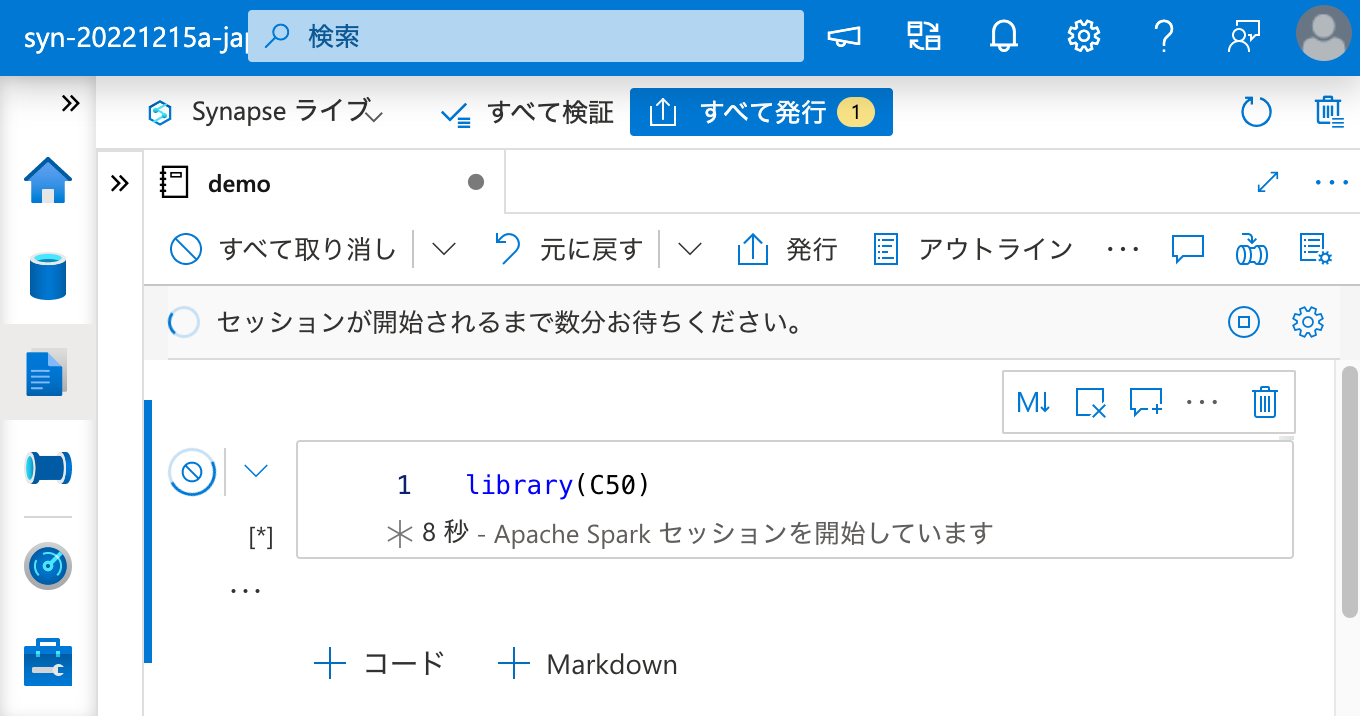 syn-20221215a-jap
検索
Synapse ライブ
すべて検証
すべて発行 1
demo
すべて取り消し
元に戻す
発行
アウトライン
セッションが開始されるまで数分お待ちください。
M↓
1 library(C50)
[*]
8 秒 - Apache Spark セッションを開始しています
コード
Markdown